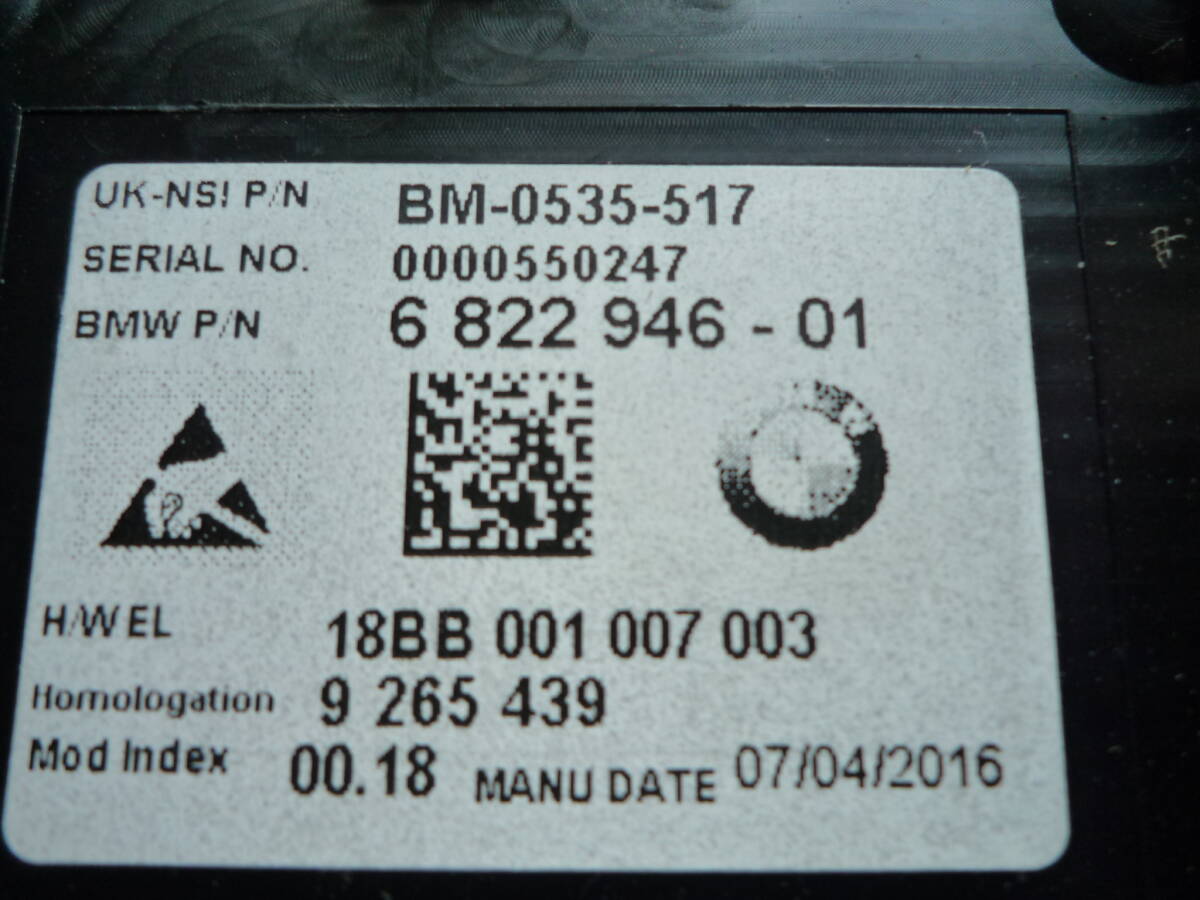 UK-NSI P/N BM-0535-517
SERIAL NO. 0000550247
BMW P/N 6 822 946 - 01
H/W EL 18BB 001 007 003
Homologation 9 265 439
Mod Index 00.18 MANU DATE 07/04/2016